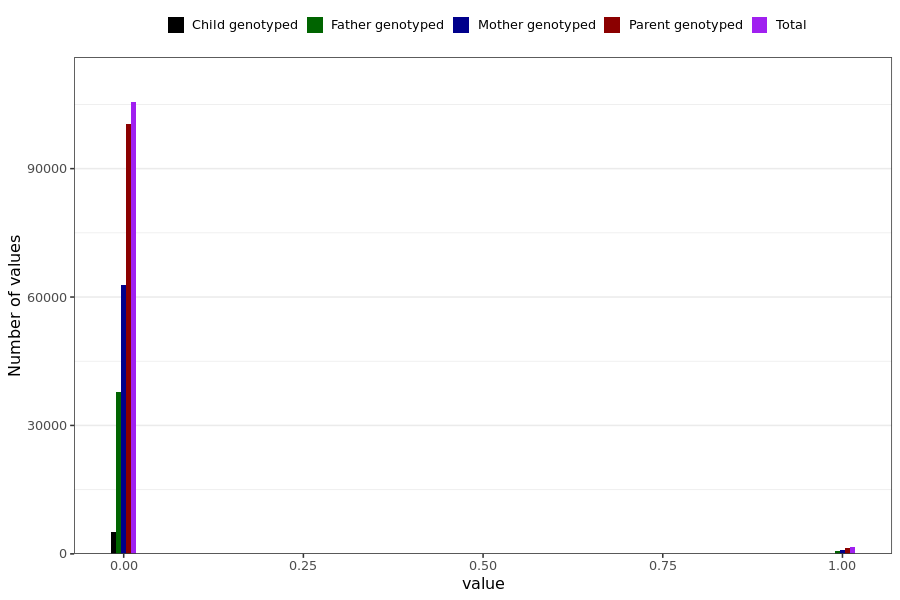 Child genotyped Father genotyped Mother genotyped Parent genotyped Total
Number of values
90000
60000
30000
0
0.00 0.25 0.50 0.75 1.00
value